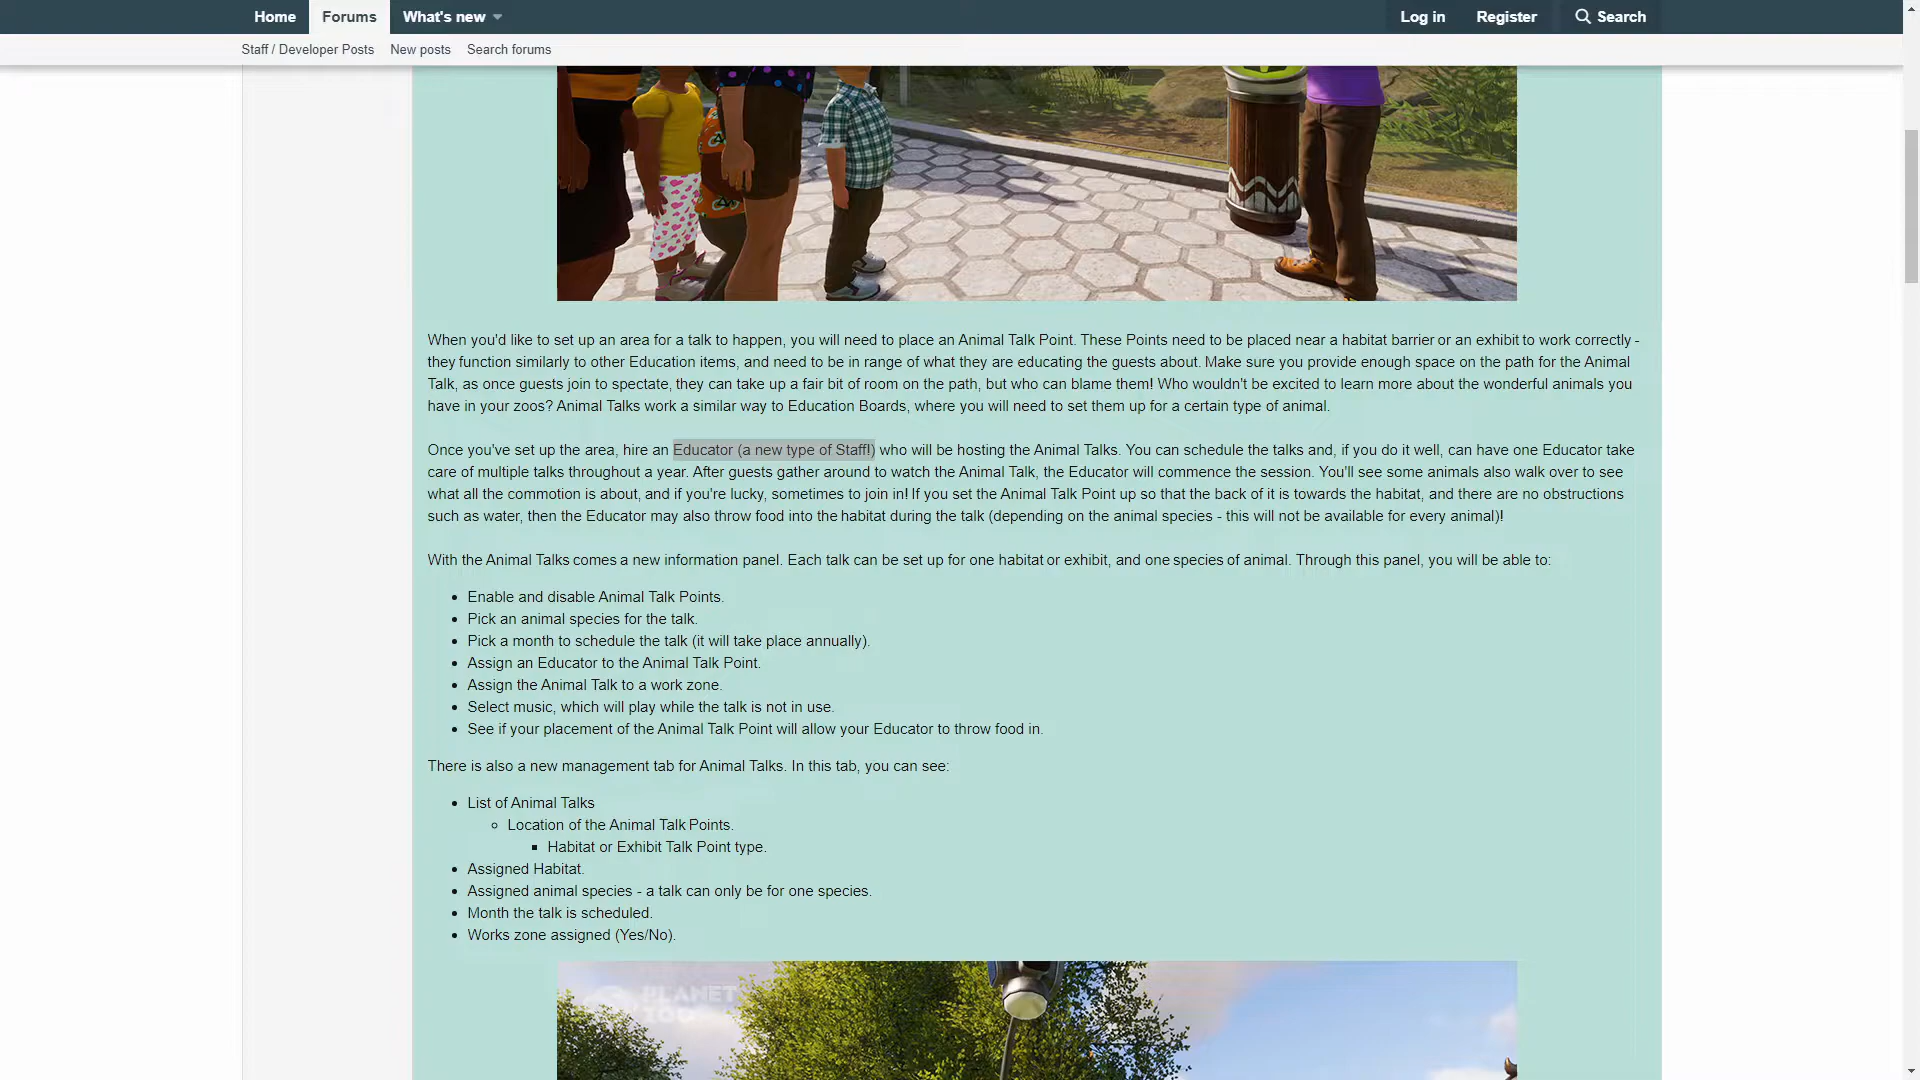 Home Forums What's new Log in Register Search
Staff / Developer Posts New posts Search forums
When you'd like to set up an area for a talk to happen, you will need to place an Animal Talk Point. These Points need to be placed near a habitat barrier or an exhibit to work correctly -
they function similarly to other Education items, and need to be in range of what they are educating the guests about. Make sure you provide enough space on the path for the Animal
Talk, as once guests join to spectate, they can take up a fair bit of room on the path, but who can blame them! Who wouldn't be excited to learn more about the wonderful animals you
have in your zoos? Animal Talks work a similar way to Education Boards, where you will need to set them up for a certain type of animal.
Once you've set up the area, hire an Educator (a new type of Staff!) who will be hosting the Animal Talks. You can schedule the talks and, if you do it well, can have one Educator take
care of multiple talks throughout a year. After guests gather around to watch the Animal Talk, the Educator will commence the session. You'll see some animals also walk over to see
what all the commotion is about, and if you're lucky, sometimes to join in! If you set the Animal Talk Point up so that the back of it is towards the habitat, and there are no obstructions
such as water, then the Educator may also throw food into the habitat during the talk (depending on the animal species - this will not be available for every animal)!
With the Animal Talks comes a new information panel. Each talk can be set up for one habitat or exhibit, and one species of animal. Through this panel, you will be able to:
• Enable and disable Animal Talk Points.
• Pick an animal species for the talk.
• Pick a month to schedule the talk (it will take place annually).
• Assign an Educator to the Animal Talk Point.
• Assign the Animal Talk to a work zone.
• Select music, which will play while the talk is not in use.
• See if your placement of the Animal Talk Point will allow your Educator to throw food in.
There is also a new management tab for Animal Talks. In this tab, you can see:
• List of Animal Talks
◦ Location of the Animal Talk Points.
▪ Habitat or Exhibit Talk Point type.
• Assigned Habitat.
• Assigned animal species - a talk can only be for one species.
• Month the talk is scheduled.
• Works zone assigned (Yes/No).
PLANET
ZOO